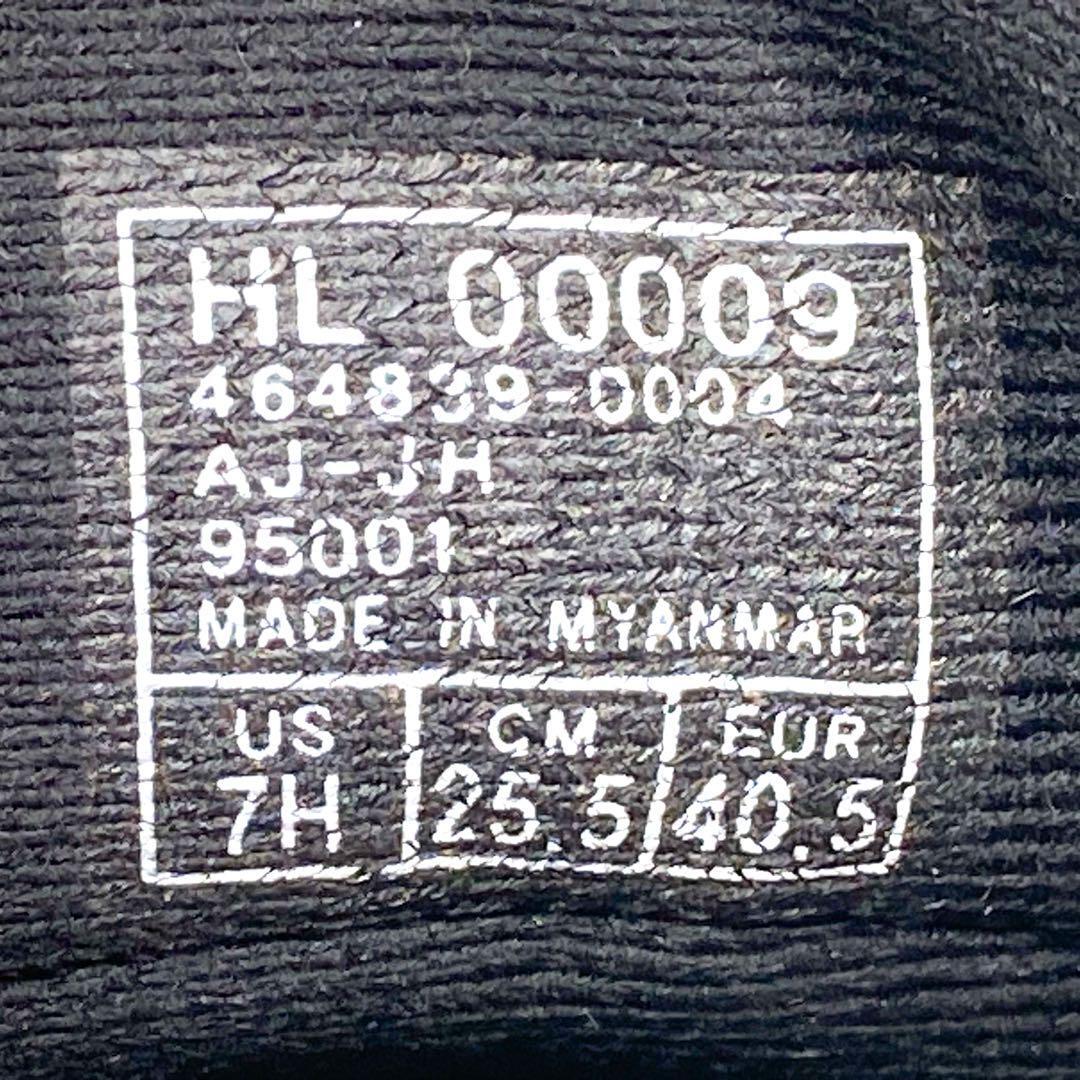 HL 00009
464839-0004
AJ-JH
95001
MADE IN MYANMAR
US CM EUR
7H 25.5 40.5